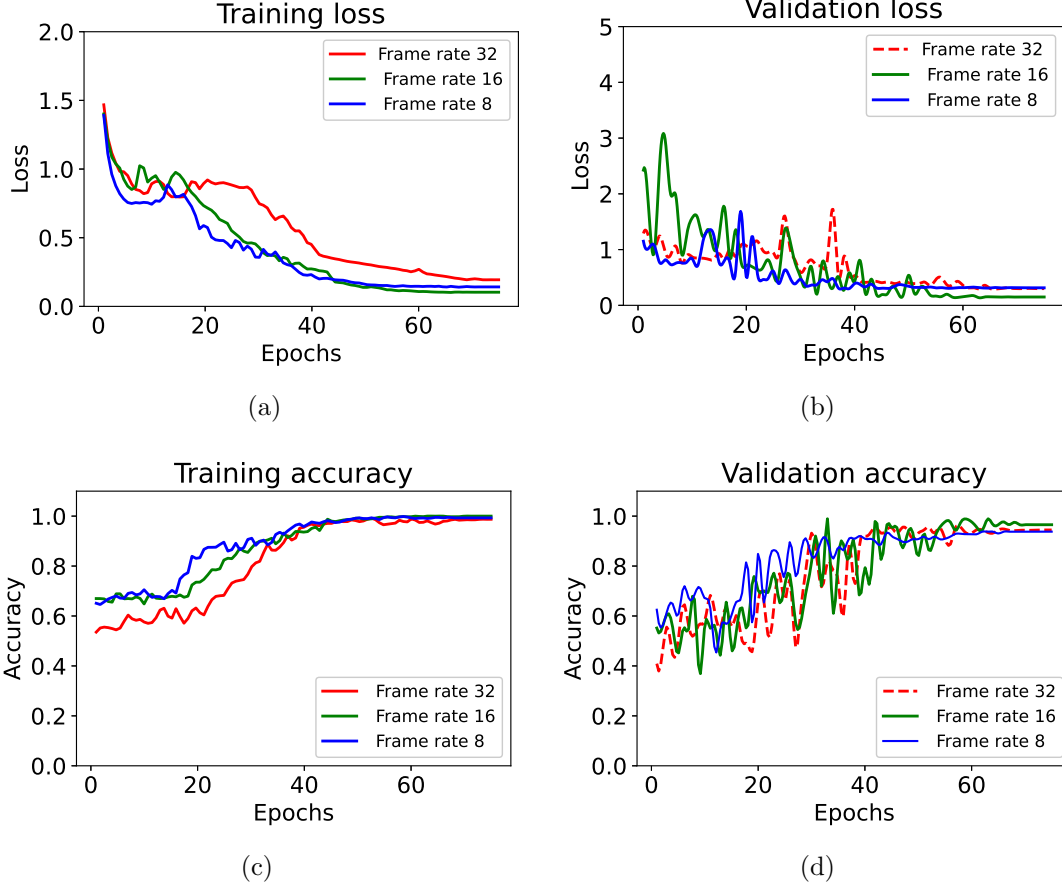 Training loss
2.0
1.5
1.0
0.5
0.0
Loss
Frame rate 32
Frame rate 16
Frame rate 8
0 20 40 60
Epochs
(a)
Validation loss
5
4
3
2
1
0
Loss
Frame rate 32
Frame rate 16
Frame rate 8
0 20 40 60
Epochs
(b)
Training accuracy
1.0
0.8
0.6
0.4
0.2
0.0
Accuracy
Frame rate 32
Frame rate 16
Frame rate 8
0 20 40 60
Epochs
(c)
Validation accuracy
1.0
0.8
0.6
0.4
0.2
0.0
Accuracy
Frame rate 32
Frame rate 16
Frame rate 8
0 20 40 60
Epochs
(d)